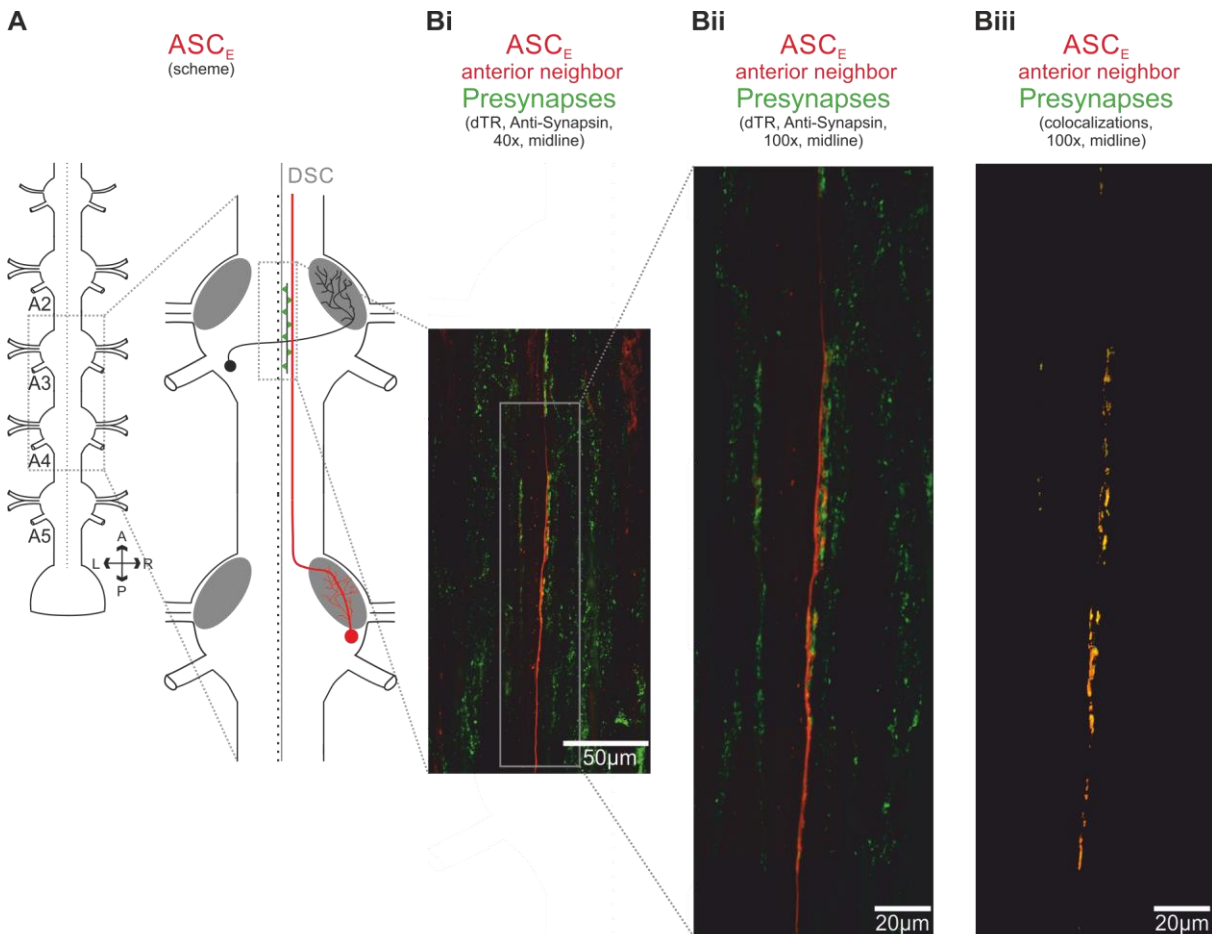 A
ASCE
(scheme)
DSC
A2
A3
A4
A5
A
L R
P
Bi
ASCE
anterior neighbor
Presynapses
(dTR, Anti-Synapsin,
40x, midline)
50µm
Bii
ASCE
anterior neighbor
Presynapses
(dTR, Anti-Synapsin,
100x, midline)
20µm
Biii
ASCE
anterior neighbor
Presynapses
(colocalizations,
100x, midline)
20µm